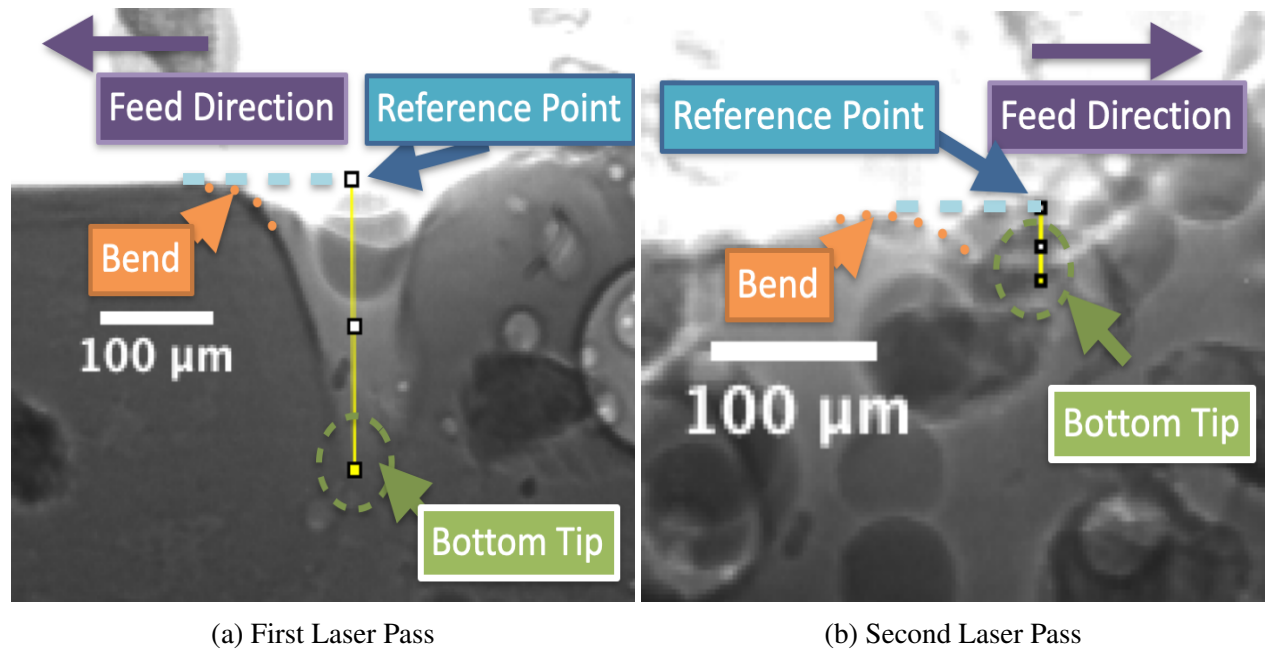 Feed Direction
Reference Point
Bend
100 μm
Bottom Tip
(a) First Laser Pass
Reference Point
Feed Direction
Bend
100 μm
Bottom Tip
(b) Second Laser Pass